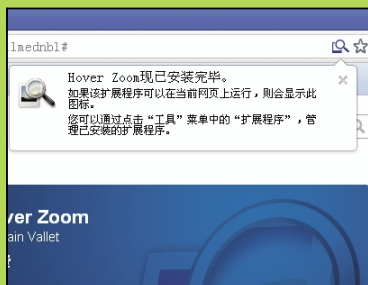 lmednbl#
Hover Zoom现已安装完毕。
如果该扩展程序可以在当前网页上运行，则会显示此
图标。
您可以通过点击“工具”菜单中的“扩展程序”，管
理已安装的扩展程序。
ver Zoom
ain Vallet